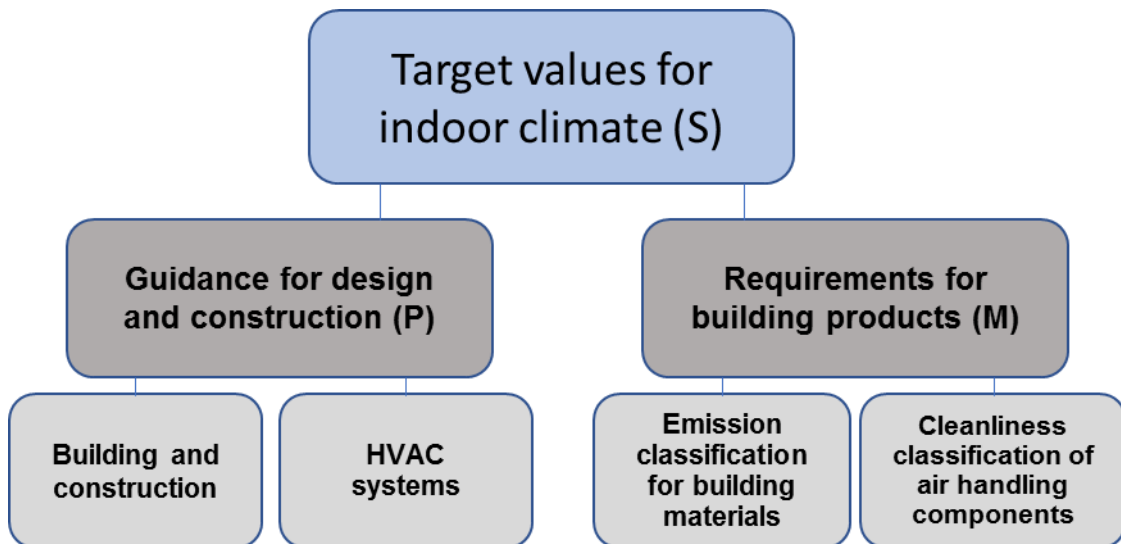 Target values for
indoor climate (S)
Guidance for design
and construction (P)
Requirements for
building products (M)
Building and
construction
HVAC
systems
Emission
classification
for building
materials
Cleanliness
classification of
air handling
components